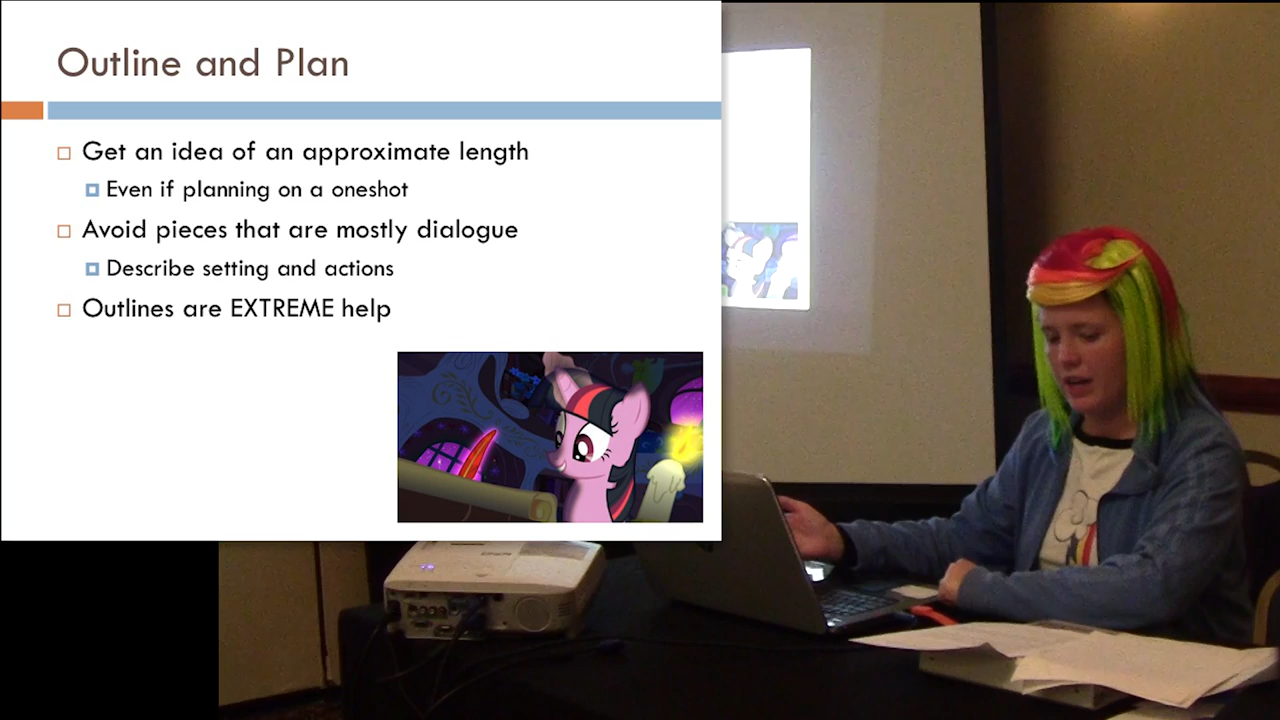 Outline and Plan
Get an idea of an approximate length
Even if planning on a oneshot
Avoid pieces that are mostly dialogue
Describe setting and actions
Outlines are EXTREME help